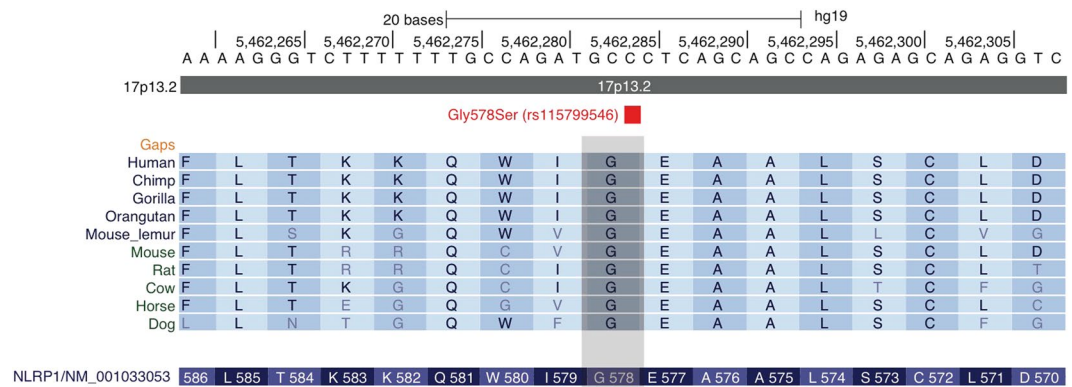 20 bases hg19
5,462,265 5,462,270 5,462,275 5,462,280 5,462,285 5,462,290 5,462,295 5,462,300 5,462,305
A A A A G G G T C T T T T T T G C C A G A T G C C C T C A G C A G C C A G A G A G C A G A G G T C
17p13.2 17p13.2
Gly578Ser (rs115799546)
Gaps
Human F L T K K Q W I G E A A L S C L D
Chimp F L T K K Q W I G E A A L S C L D
Gorilla F L T K K Q W I G E A A L S C L D
Orangutan F L T K K Q W I G E A A L S C L D
Mouse_lemur F L S K G Q W V G E A A L L C V G
Mouse F L T R R Q C V G E A A L S C L D
Rat F L T R R Q C I G E A A L S C L T
Cow F L T K G Q C I G E A A L T C F G
Horse F L T E G Q G V G E A A L S C L C
Dog L L N T G Q W F G E A A L S C F G
NLRP1/NM_001033053 586 L 585 T 584 K 583 K 582 Q 581 W 580 I 579 G 578 E 577 A 576 A 575 L 574 S 573 C 572 L 571 D 570